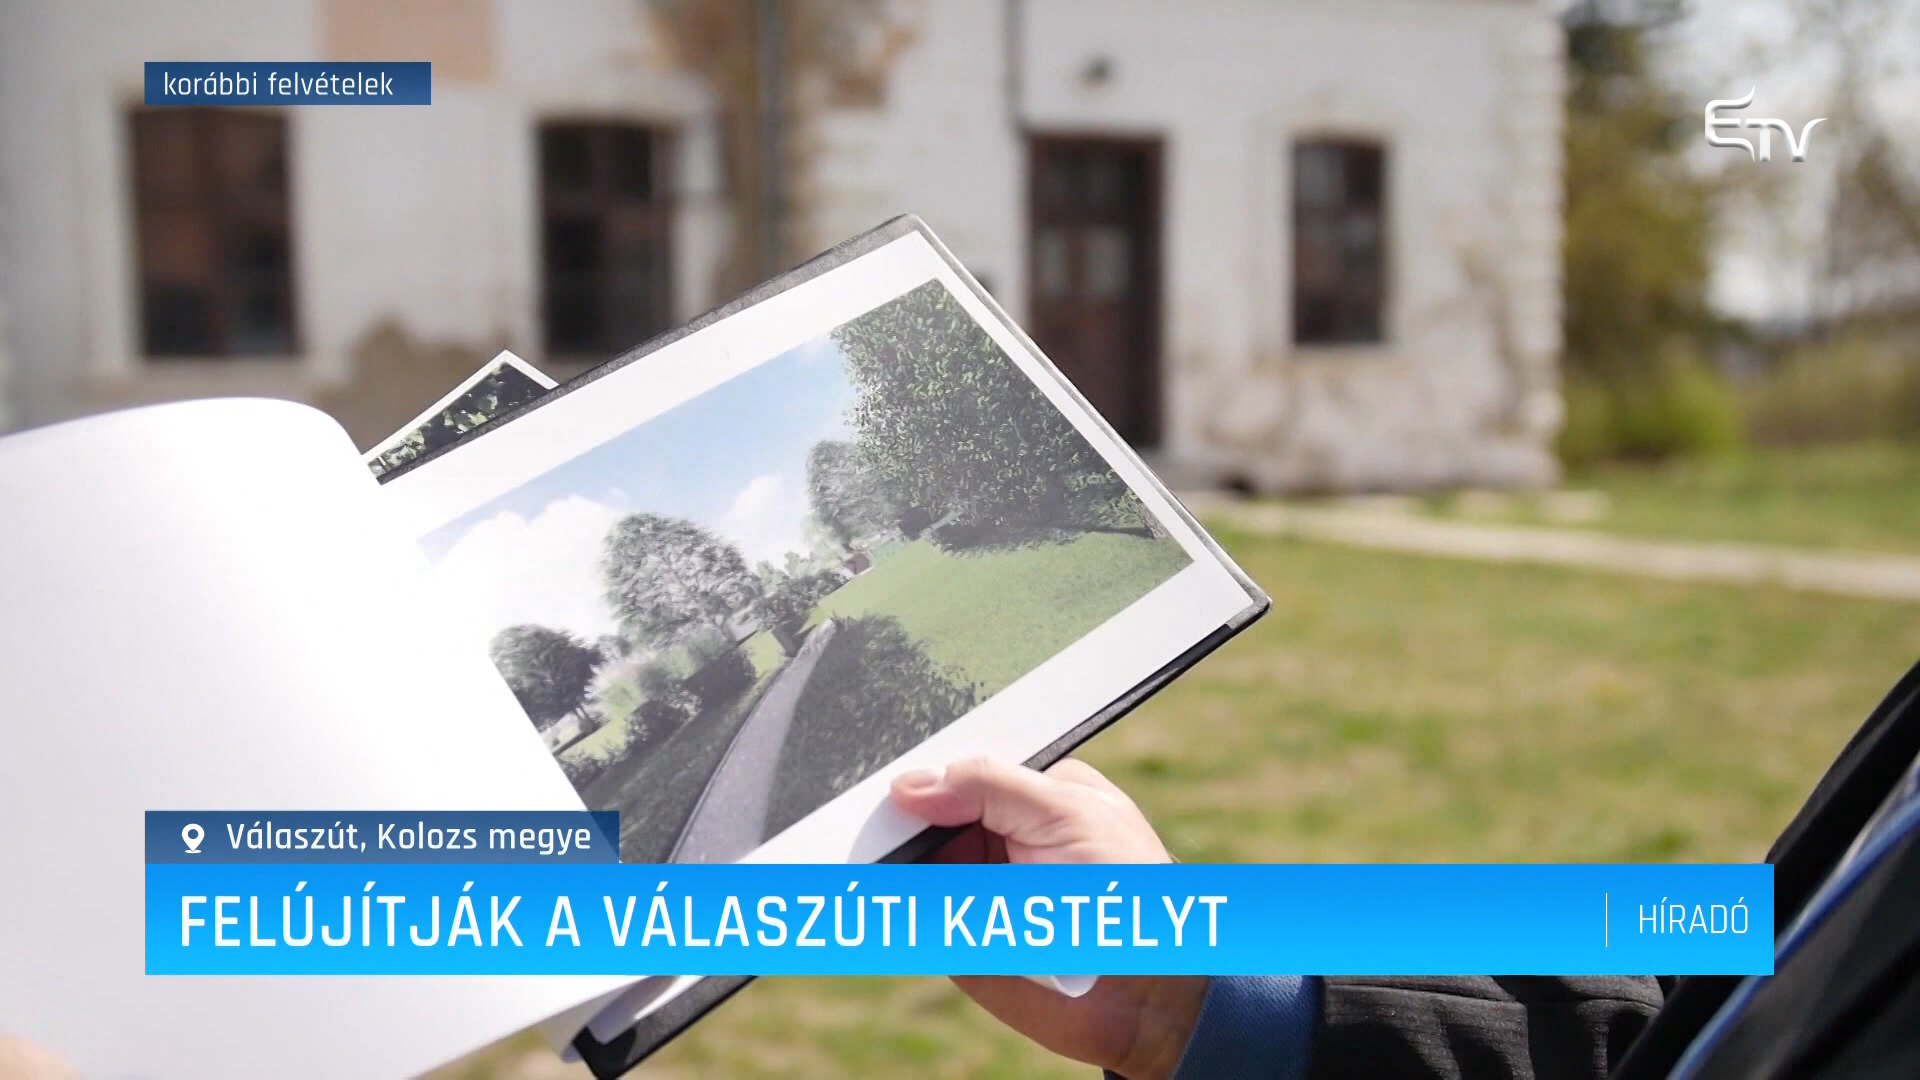 korábbi felvételek
ETV
Válaszút, Kolozs megye
FELÚJÍTJÁK A VÁLASZÚTI KASTÉLYT
HÍRADÓ